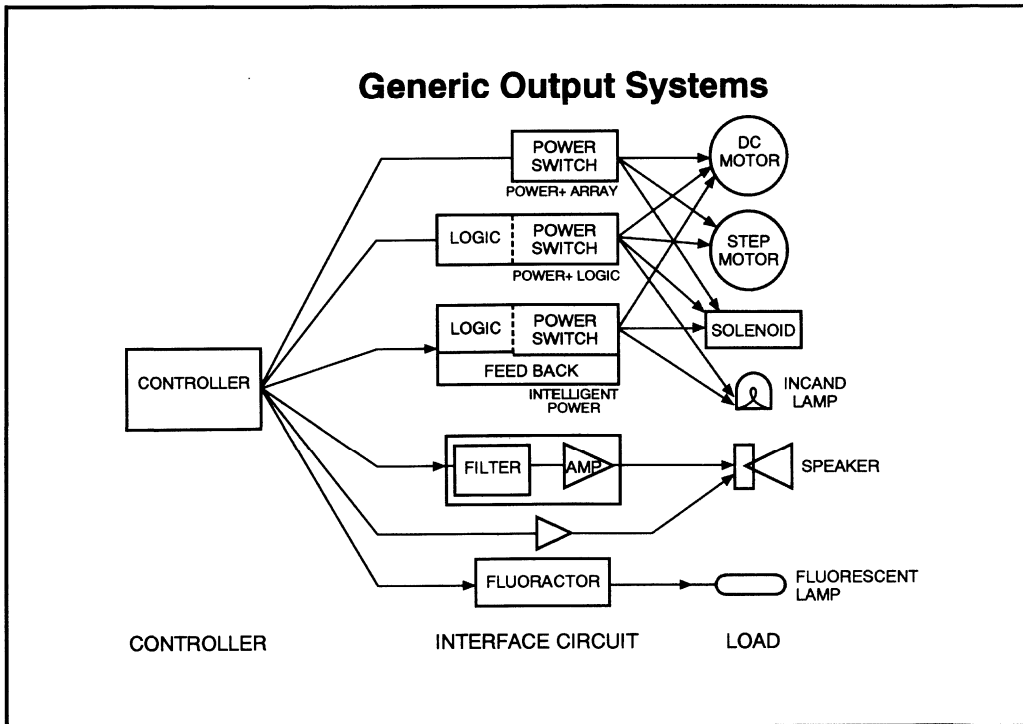 Generic Output Systems
POWER
SWITCH
POWER+ ARRAY
DC
MOTOR
LOGIC
POWER
SWITCH
POWER+ LOGIC
STEP
MOTOR
LOGIC
POWER
SWITCH
FEED BACK
INTELLIGENT
POWER
SOLENOID
CONTROLLER
INCAND
LAMP
FILTER
AMP
SPEAKER
FLUORACTOR
FLUORESCENT
LAMP
CONTROLLER
INTERFACE CIRCUIT
LOAD